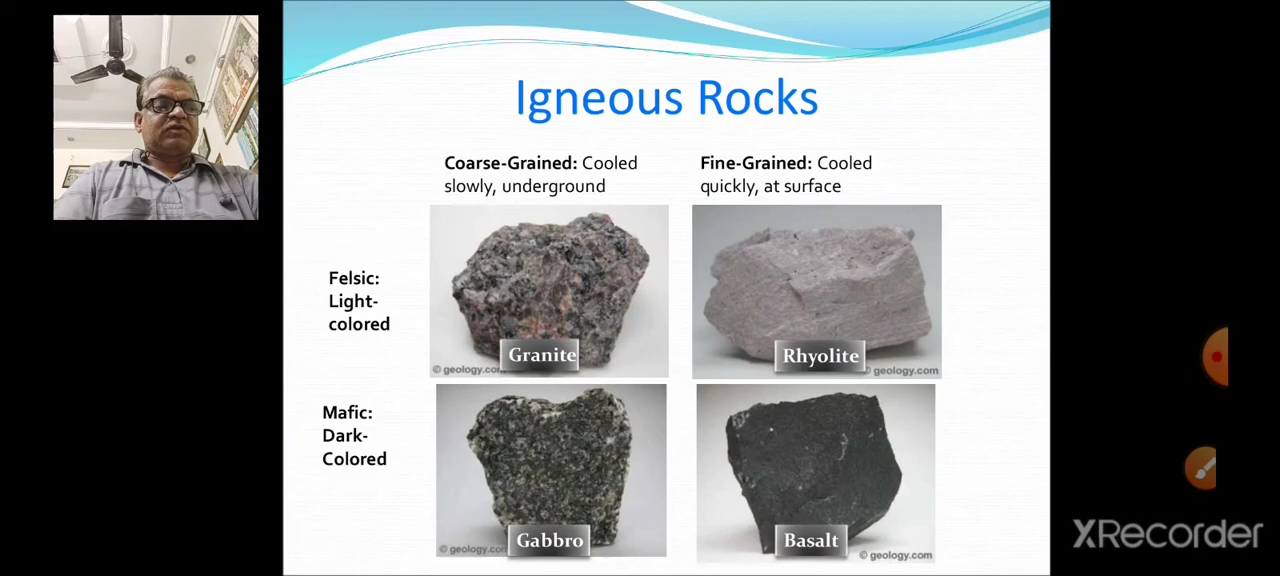 Igneous Rocks
Coarse-Grained: Cooled
slowly, underground
Fine-Grained: Cooled
quickly, at surface
Felsic:
Light-
colored
Granite
© geology.com
Rhyolite
© geology.com
Mafic:
Dark-
Colored
Gabbro
© geology.com
Basalt
© geology.com
XRecorder